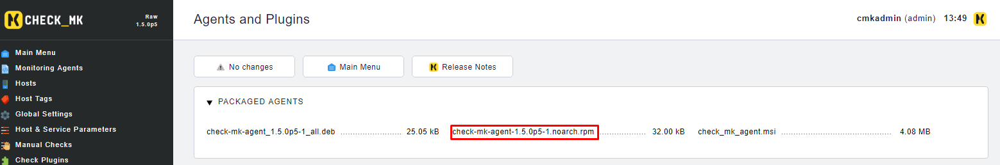 CHECK_MK
Raw
1.5.0p5
Main Menu
Monitoring Agents
Hosts
Host Tags
Global Settings
Host & Service Parameters
Manual Checks
Check Plugins
Agents and Plugins
cmkadmin (admin) 13:49
No changes
Main Menu
Release Notes
PACKAGED AGENTS
check-mk-agent_1.5.0p5-1_all.deb ........................ 25.05 kB
check-mk-agent-1.5.0p5-1.noarch.rpm .................. 32.00 kB
check_mk_agent.msi ........................................... 4.08 MB